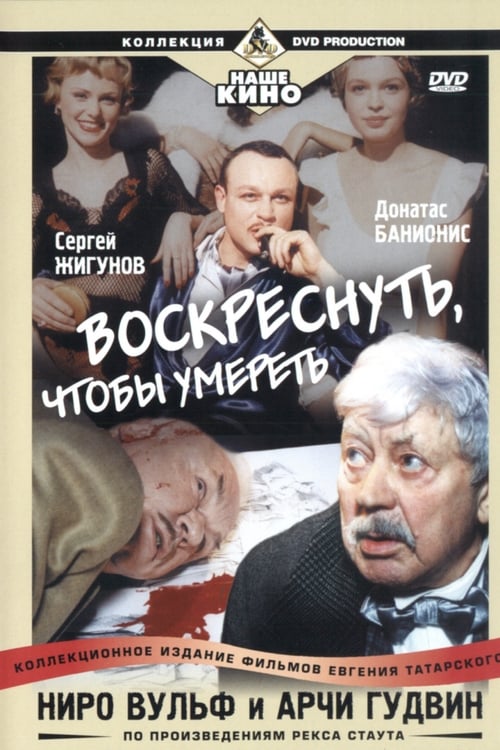 КОЛЛЕКЦИЯ DVD PRODUCTION
DVD
НАШЕ
КИНО
DVD
VIDEO
Сергей
ЖИГУНОВ
Донатас
БАНИОНИС
ВОСКРЕСНУТЬ,
ЧТОБЫ УМЕРЕТЬ
КОЛЛЕКЦИОННОЕ ИЗДАНИЕ ФИЛЬМОВ ЕВГЕНИЯ ТАТАРСКОГО
НИРО ВУЛЬФ И АРЧИ ГУДВИН
ПО ПРОИЗВЕДЕНИЯМ РЕКСА СТАУТА